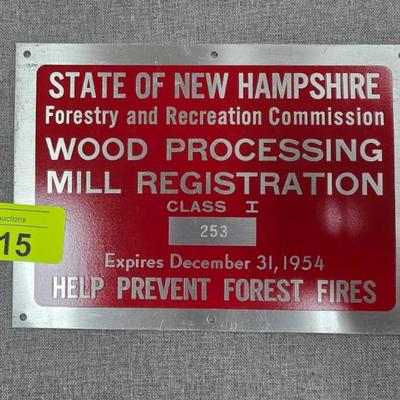 STATE OF NEW HAMPSHIRE
Forestry and Recreation Commission
WOOD PROCESSING
MILL REGISTRATION
CLASS I
253
Expires December 31, 1954
HELP PREVENT FOREST FIRES
Auctions
15